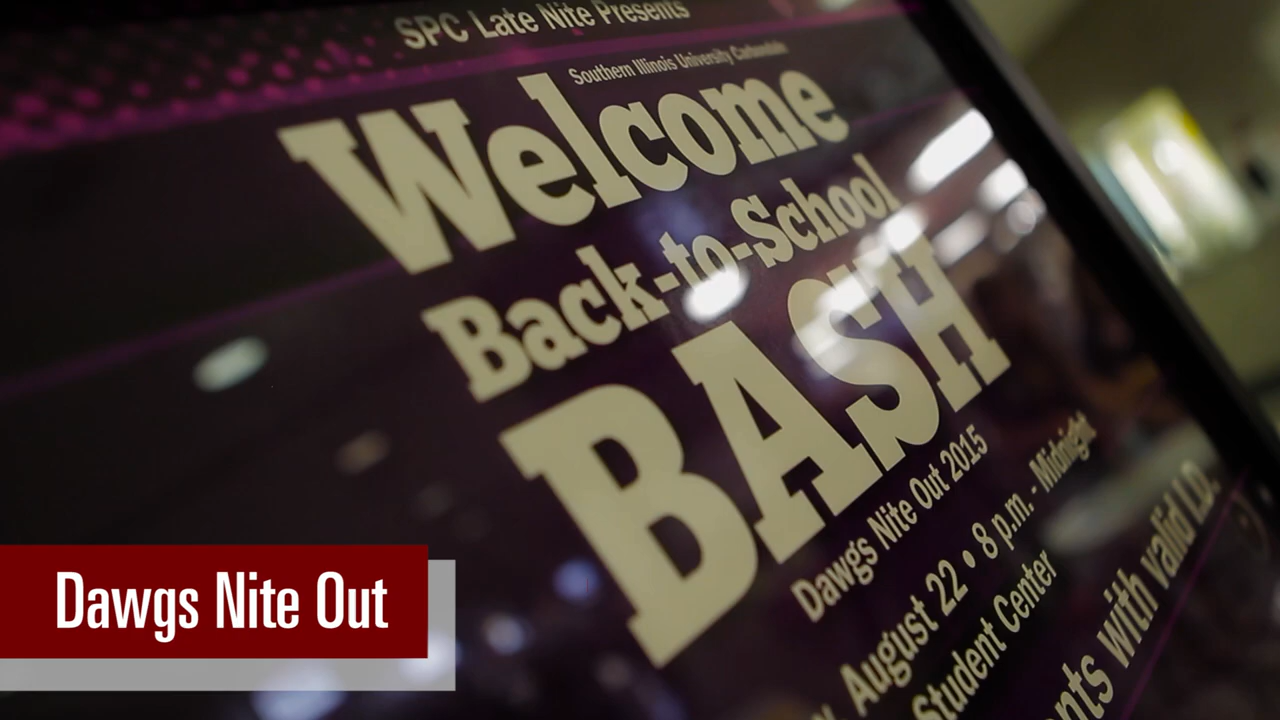 SPC Late Nite Presents
Southern Illinois University Carbondale
Welcome
Back-to-School
BASH
Dawgs Nite Out 2015
August 22 • 8 p.m. - Midnight
Student Center
with valid I.D.
Dawgs Nite Out